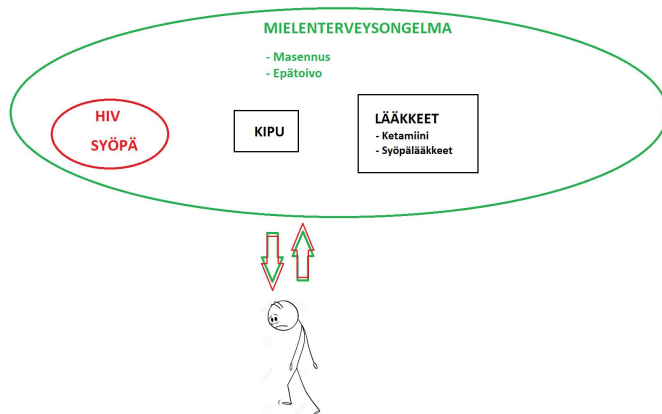 MIELENTERVEYSONGELMA
- Masennus
- Epätoivo
HIV
SYÖPÄ
KIPU
LÄÄKKEET
- Ketamiini
- Syöpälääkkeet